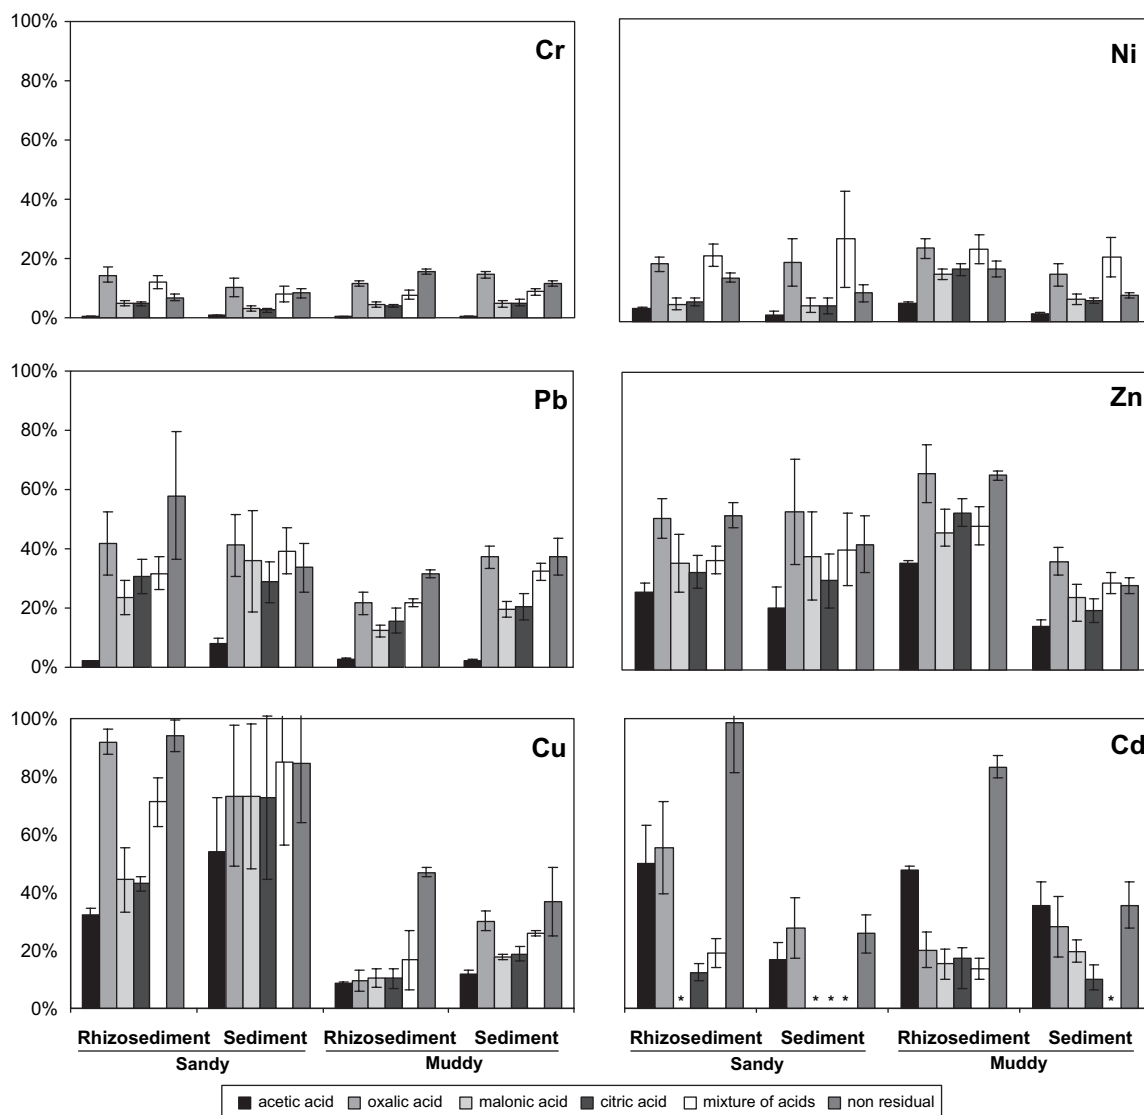 100%
80%
60%
40%
20%
0%
Cr
Ni
100%
80%
60%
40%
20%
0%
Pb
Zn
100%
80%
60%
40%
20%
0%
Cu
Cd
* * * * *
*
Rhizosediment Sediment Rhizosediment Sediment
Sandy Muddy
Rhizosediment Sediment Rhizosediment Sediment
Sandy Muddy
acetic acid oxalic acid malonic acid citric acid mixture of acids non residual